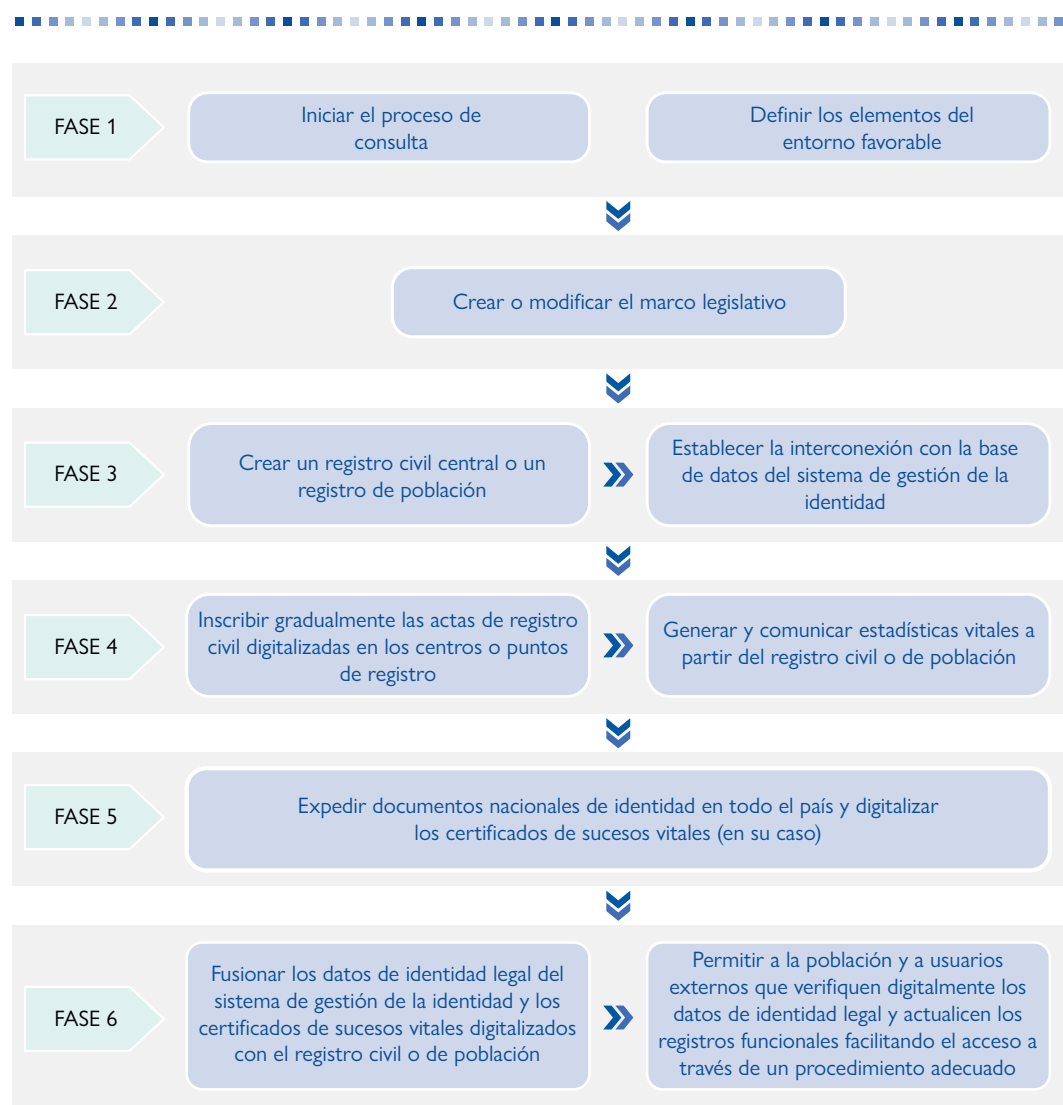 FASE 1
Iniciar el proceso de
consulta
Definir los elementos del
entorno favorable
FASE 2
Crear o modificar el marco legislativo
FASE 3
Crear un registro civil central o un
registro de población
Establecer la interconexión con la base
de datos del sistema de gestión de la
identidad
FASE 4
Inscribir gradualmente las actas de registro
civil digitalizadas en los centros o puntos
de registro
Generar y comunicar estadísticas vitales a
partir del registro civil o de población
FASE 5
Expedir documentos nacionales de identidad en todo el país y digitalizar
los certificados de sucesos vitales (en su caso)
FASE 6
Fusionar los datos de identidad legal del
sistema de gestión de la identidad y los
certificados de sucesos vitales digitalizados
con el registro civil o de población
Permitir a la población y a usuarios
externos que verifiquen digitalmente los
datos de identidad legal y actualicen los
registros funcionales facilitando el acceso a
través de un procedimiento adecuado